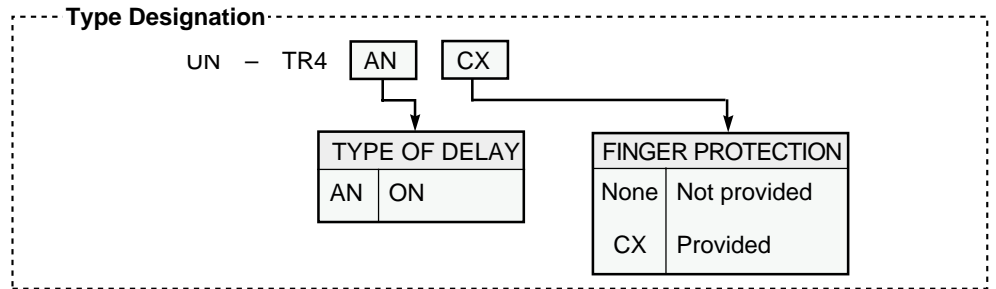 Type Designation
UN – TR4 AN CX
TYPE OF DELAY
AN ON
FINGER PROTECTION
None Not provided
CX Provided